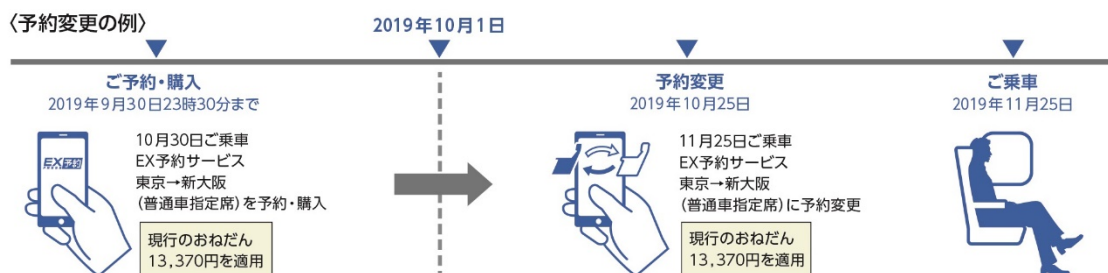 〈予約変更の例〉
2019年10月1日
ご予約・購入
2019年9月30日23時30分まで
EX予約
10月30日ご乗車
EX予約サービス
東京→新大阪
(普通車指定席)を予約・購入
現行のおねだん
13,370円を適用
予約変更
2019年10月25日
11月25日ご乗車
EX予約サービス
東京→新大阪
(普通車指定席)に予約変更
現行のおねだん
13,370円を適用
ご乗車
2019年11月25日